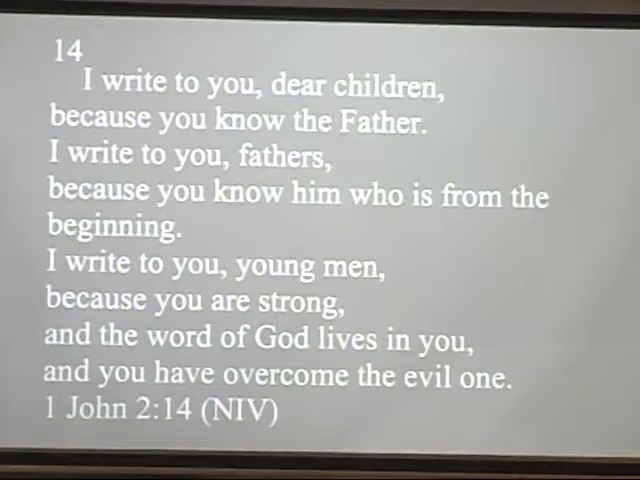 14
I write to you, dear children,
because you know the Father.
I write to you, fathers,
because you know him who is from the
beginning.
I write to you, young men,
because you are strong,
and the word of God lives in you,
and you have overcome the evil one.
1 John 2:14 (NIV)